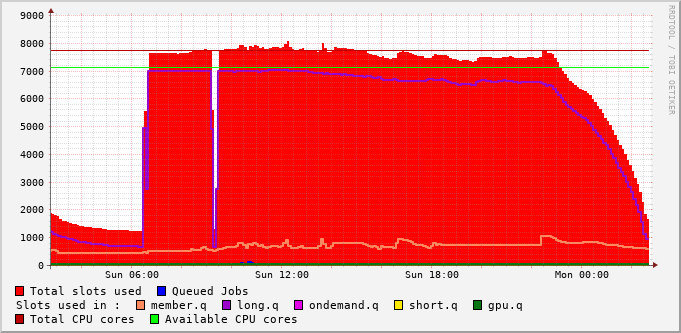 RRDTOOL / TOBI OETIKER
9000
8000
7000
6000
5000
4000
3000
2000
1000
0
Sun 06:00 Sun 12:00 Sun 18:00 Mon 00:00
Total slots used Queued Jobs
Slots used in : member.q long.q ondemand.q short.q gpu.q
Total CPU cores Available CPU cores